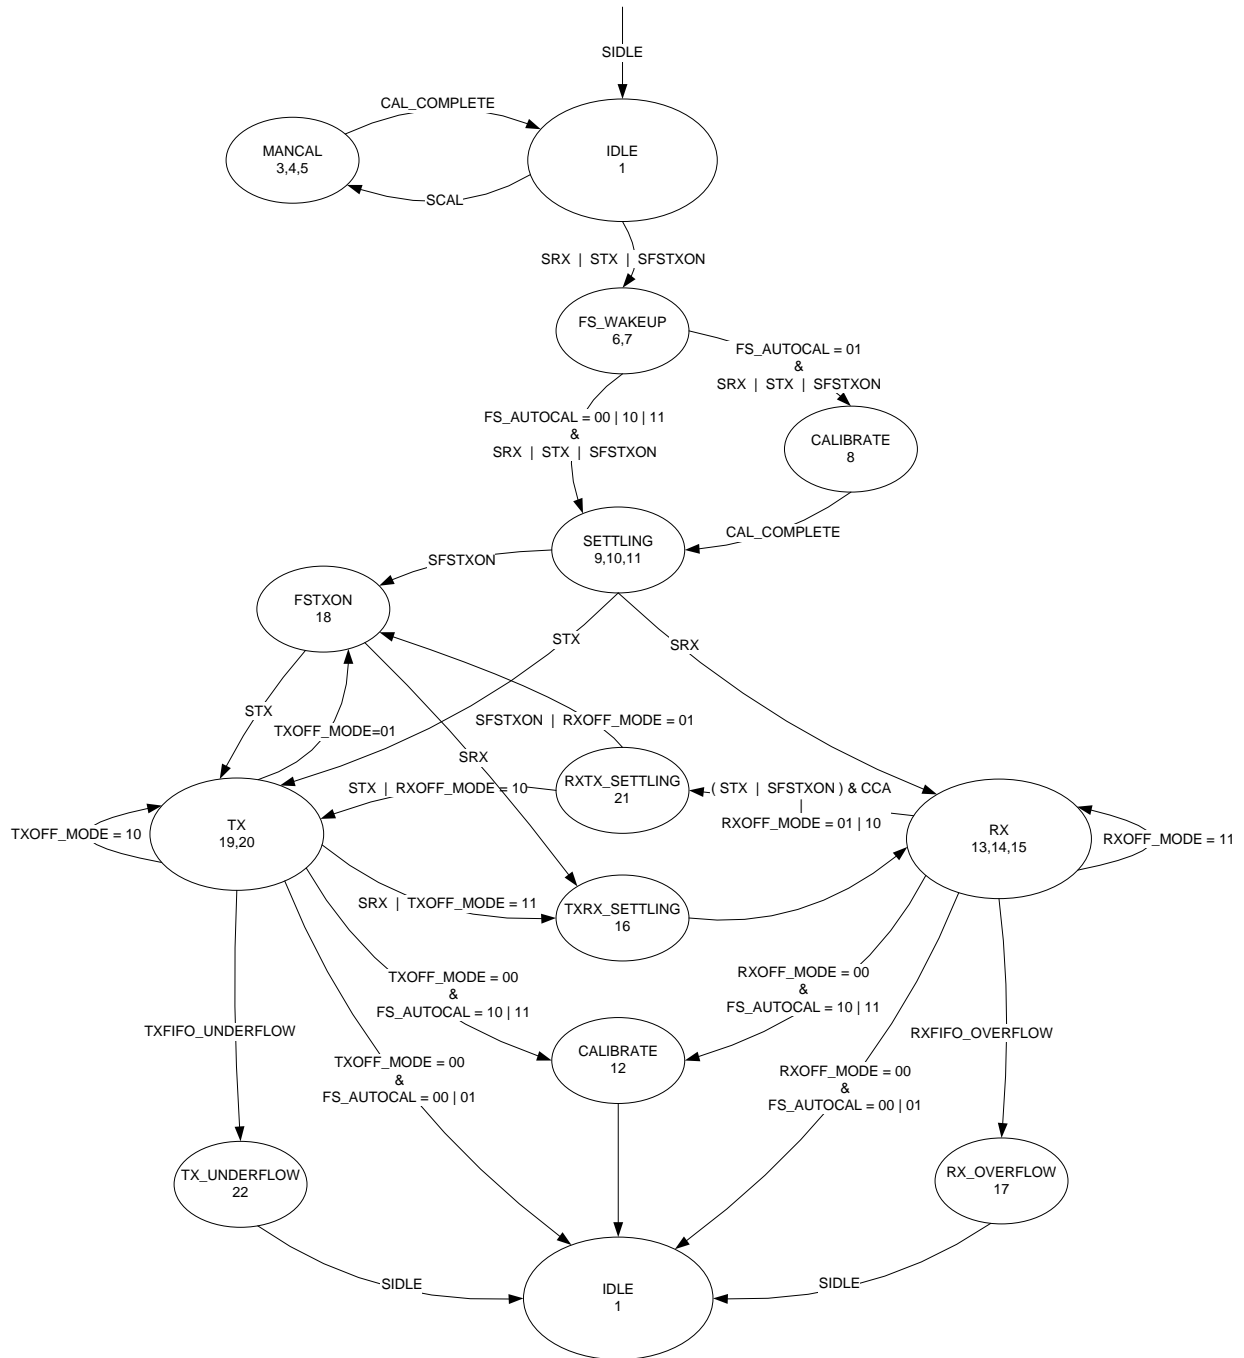 SIDLE
CAL_COMPLETE
MANCAL
3,4,5
IDLE
1
SCAL
SRX | STX | SFSTXON
FS_WAKEUP
6,7
FS_AUTOCAL = 01
&
SRX | STX | SFSTXON
FS_AUTOCAL = 00 | 10 | 11
&
SRX | STX | SFSTXON
CALIBRATE
8
CAL_COMPLETE
SETTLING
9,10,11
SFSTXON
FSTXON
18
STX
SRX
STX
TXOFF_MODE=01
SFSTXON | RXOFF_MODE = 01
SRX
RXTX_SETTLING
21
STX | RXOFF_MODE = 10
( STX | SFSTXON ) & CCA
|
RXOFF_MODE = 01 | 10
TXOFF_MODE = 10
TX
19,20
RX
13,14,15
RXOFF_MODE = 11
SRX | TXOFF_MODE = 11
TXRX_SETTLING
16
TXOFF_MODE = 00
&
FS_AUTOCAL = 10 | 11
RXOFF_MODE = 00
&
FS_AUTOCAL = 10 | 11
TXFIFO_UNDERFLOW
RXFIFO_OVERFLOW
CALIBRATE
12
TXOFF_MODE = 00
&
FS_AUTOCAL = 00 | 01
RXOFF_MODE = 00
&
FS_AUTOCAL = 00 | 01
TX_UNDERFLOW
22
RX_OVERFLOW
17
SIDLE
SIDLE
IDLE
1